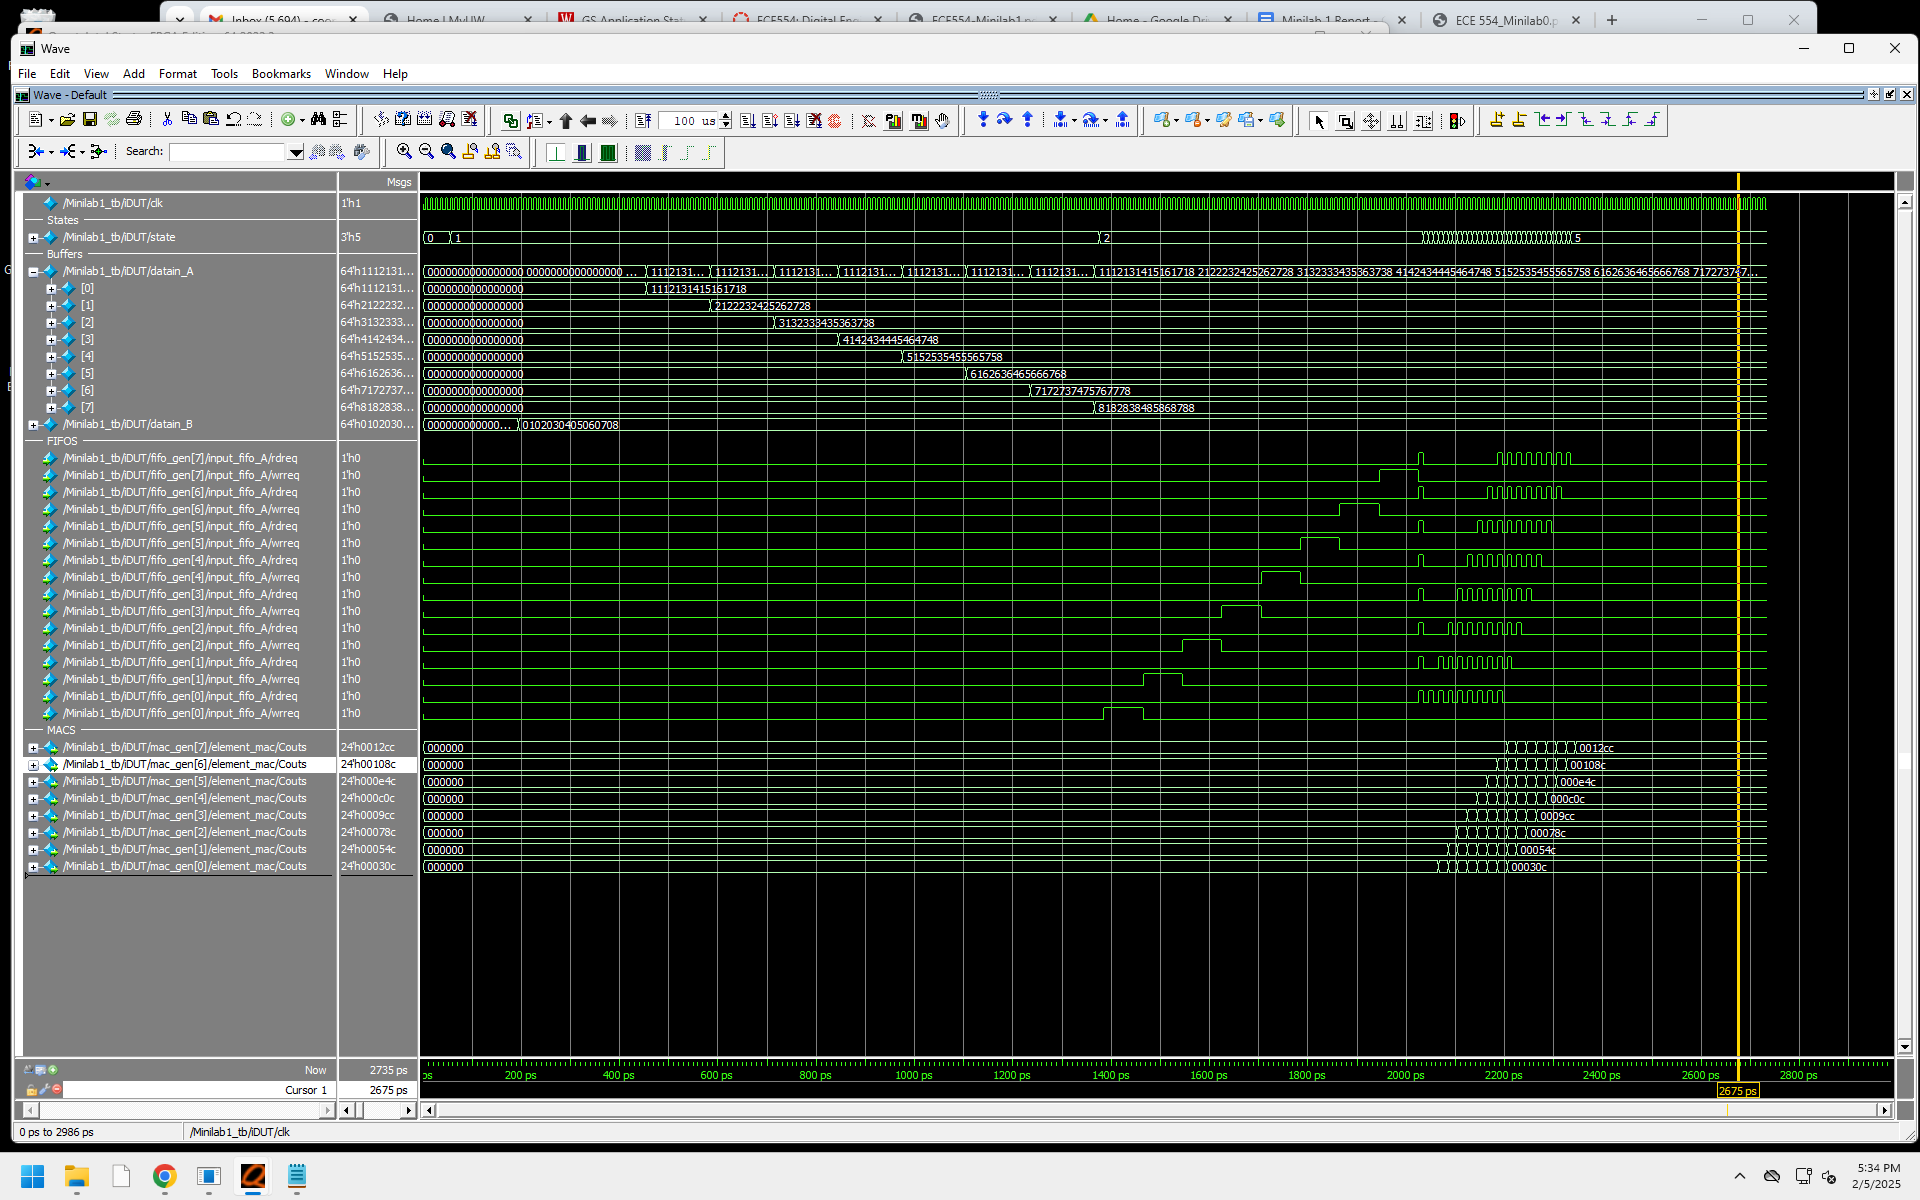 Inbox (5,694) - coo
Home | MyUW
GS Application Stat
ECE554: Digital Eng
ECE554-Minilab1.p
Home - Google Dri
Minilab 1 Report -
ECE 554_Minilab0.p
Wave
File Edit View Add Format Tools Bookmarks Window Help
Wave - Default
100 us
Search:
Msgs
/Minilab1_tb/iDUT/clk 1'h1
States
/Minilab1_tb/iDUT/state 3'h5 0 1 2 5
Buffers
/Minilab1_tb/iDUT/datain_A 64'h1112131... 0000000000000000 0000000000000000 ... 1112131... 1112131... 1112131... 1112131... 1112131... 1112131... 1112131... 1112131415161718 2122232425262728 3132333435363738 4142434445464748 5152535455565758 6162636465666768 717273747...
[0] 64'h1112131... 0000000000000000 1112131415161718
[1] 64'h2122232... 0000000000000000 2122232425262728
[2] 64'h3132333... 0000000000000000 3132333435363738
[3] 64'h4142434... 0000000000000000 4142434445464748
[4] 64'h5152535... 0000000000000000 5152535455565758
[5] 64'h6162636... 0000000000000000 6162636465666768
[6] 64'h7172737... 0000000000000000 7172737475767778
[7] 64'h8182838... 0000000000000000 8182838485868788
/Minilab1_tb/iDUT/datain_B 64'h0102030... 000000000000... 0102030405060708
FIFOS
/Minilab1_tb/iDUT/fifo_gen[7]/input_fifo_A/rdreq 1'h0
/Minilab1_tb/iDUT/fifo_gen[7]/input_fifo_A/wrreq 1'h0
/Minilab1_tb/iDUT/fifo_gen[6]/input_fifo_A/rdreq 1'h0
/Minilab1_tb/iDUT/fifo_gen[6]/input_fifo_A/wrreq 1'h0
/Minilab1_tb/iDUT/fifo_gen[5]/input_fifo_A/rdreq 1'h0
/Minilab1_tb/iDUT/fifo_gen[5]/input_fifo_A/wrreq 1'h0
/Minilab1_tb/iDUT/fifo_gen[4]/input_fifo_A/rdreq 1'h0
/Minilab1_tb/iDUT/fifo_gen[4]/input_fifo_A/wrreq 1'h0
/Minilab1_tb/iDUT/fifo_gen[3]/input_fifo_A/rdreq 1'h0
/Minilab1_tb/iDUT/fifo_gen[3]/input_fifo_A/wrreq 1'h0
/Minilab1_tb/iDUT/fifo_gen[2]/input_fifo_A/rdreq 1'h0
/Minilab1_tb/iDUT/fifo_gen[2]/input_fifo_A/wrreq 1'h0
/Minilab1_tb/iDUT/fifo_gen[1]/input_fifo_A/rdreq 1'h0
/Minilab1_tb/iDUT/fifo_gen[1]/input_fifo_A/wrreq 1'h0
/Minilab1_tb/iDUT/fifo_gen[0]/input_fifo_A/rdreq 1'h0
/Minilab1_tb/iDUT/fifo_gen[0]/input_fifo_A/wrreq 1'h0
MACS
/Minilab1_tb/iDUT/mac_gen[7]/element_mac/Couts 24'h0012cc 000000 0012cc
/Minilab1_tb/iDUT/mac_gen[6]/element_mac/Couts 24'h00108c 000000 00108c
/Minilab1_tb/iDUT/mac_gen[5]/element_mac/Couts 24'h000e4c 000000 000e4c
/Minilab1_tb/iDUT/mac_gen[4]/element_mac/Couts 24'h000c0c 000000 000c0c
/Minilab1_tb/iDUT/mac_gen[3]/element_mac/Couts 24'h0009cc 000000 0009cc
/Minilab1_tb/iDUT/mac_gen[2]/element_mac/Couts 24'h00078c 000000 00078c
/Minilab1_tb/iDUT/mac_gen[1]/element_mac/Couts 24'h00054c 000000 00054c
/Minilab1_tb/iDUT/mac_gen[0]/element_mac/Couts 24'h00030c 000000 00030c
Now 2735 ps ps 200 ps 400 ps 600 ps 800 ps 1000 ps 1200 ps 1400 ps 1600 ps 1800 ps 2000 ps 2200 ps 2400 ps 2600 ps 2800 ps
Cursor 1 2675 ps 2675 ps
0 ps to 2986 ps /Minilab1_tb/iDUT/clk
5:34 PM
2/5/2025